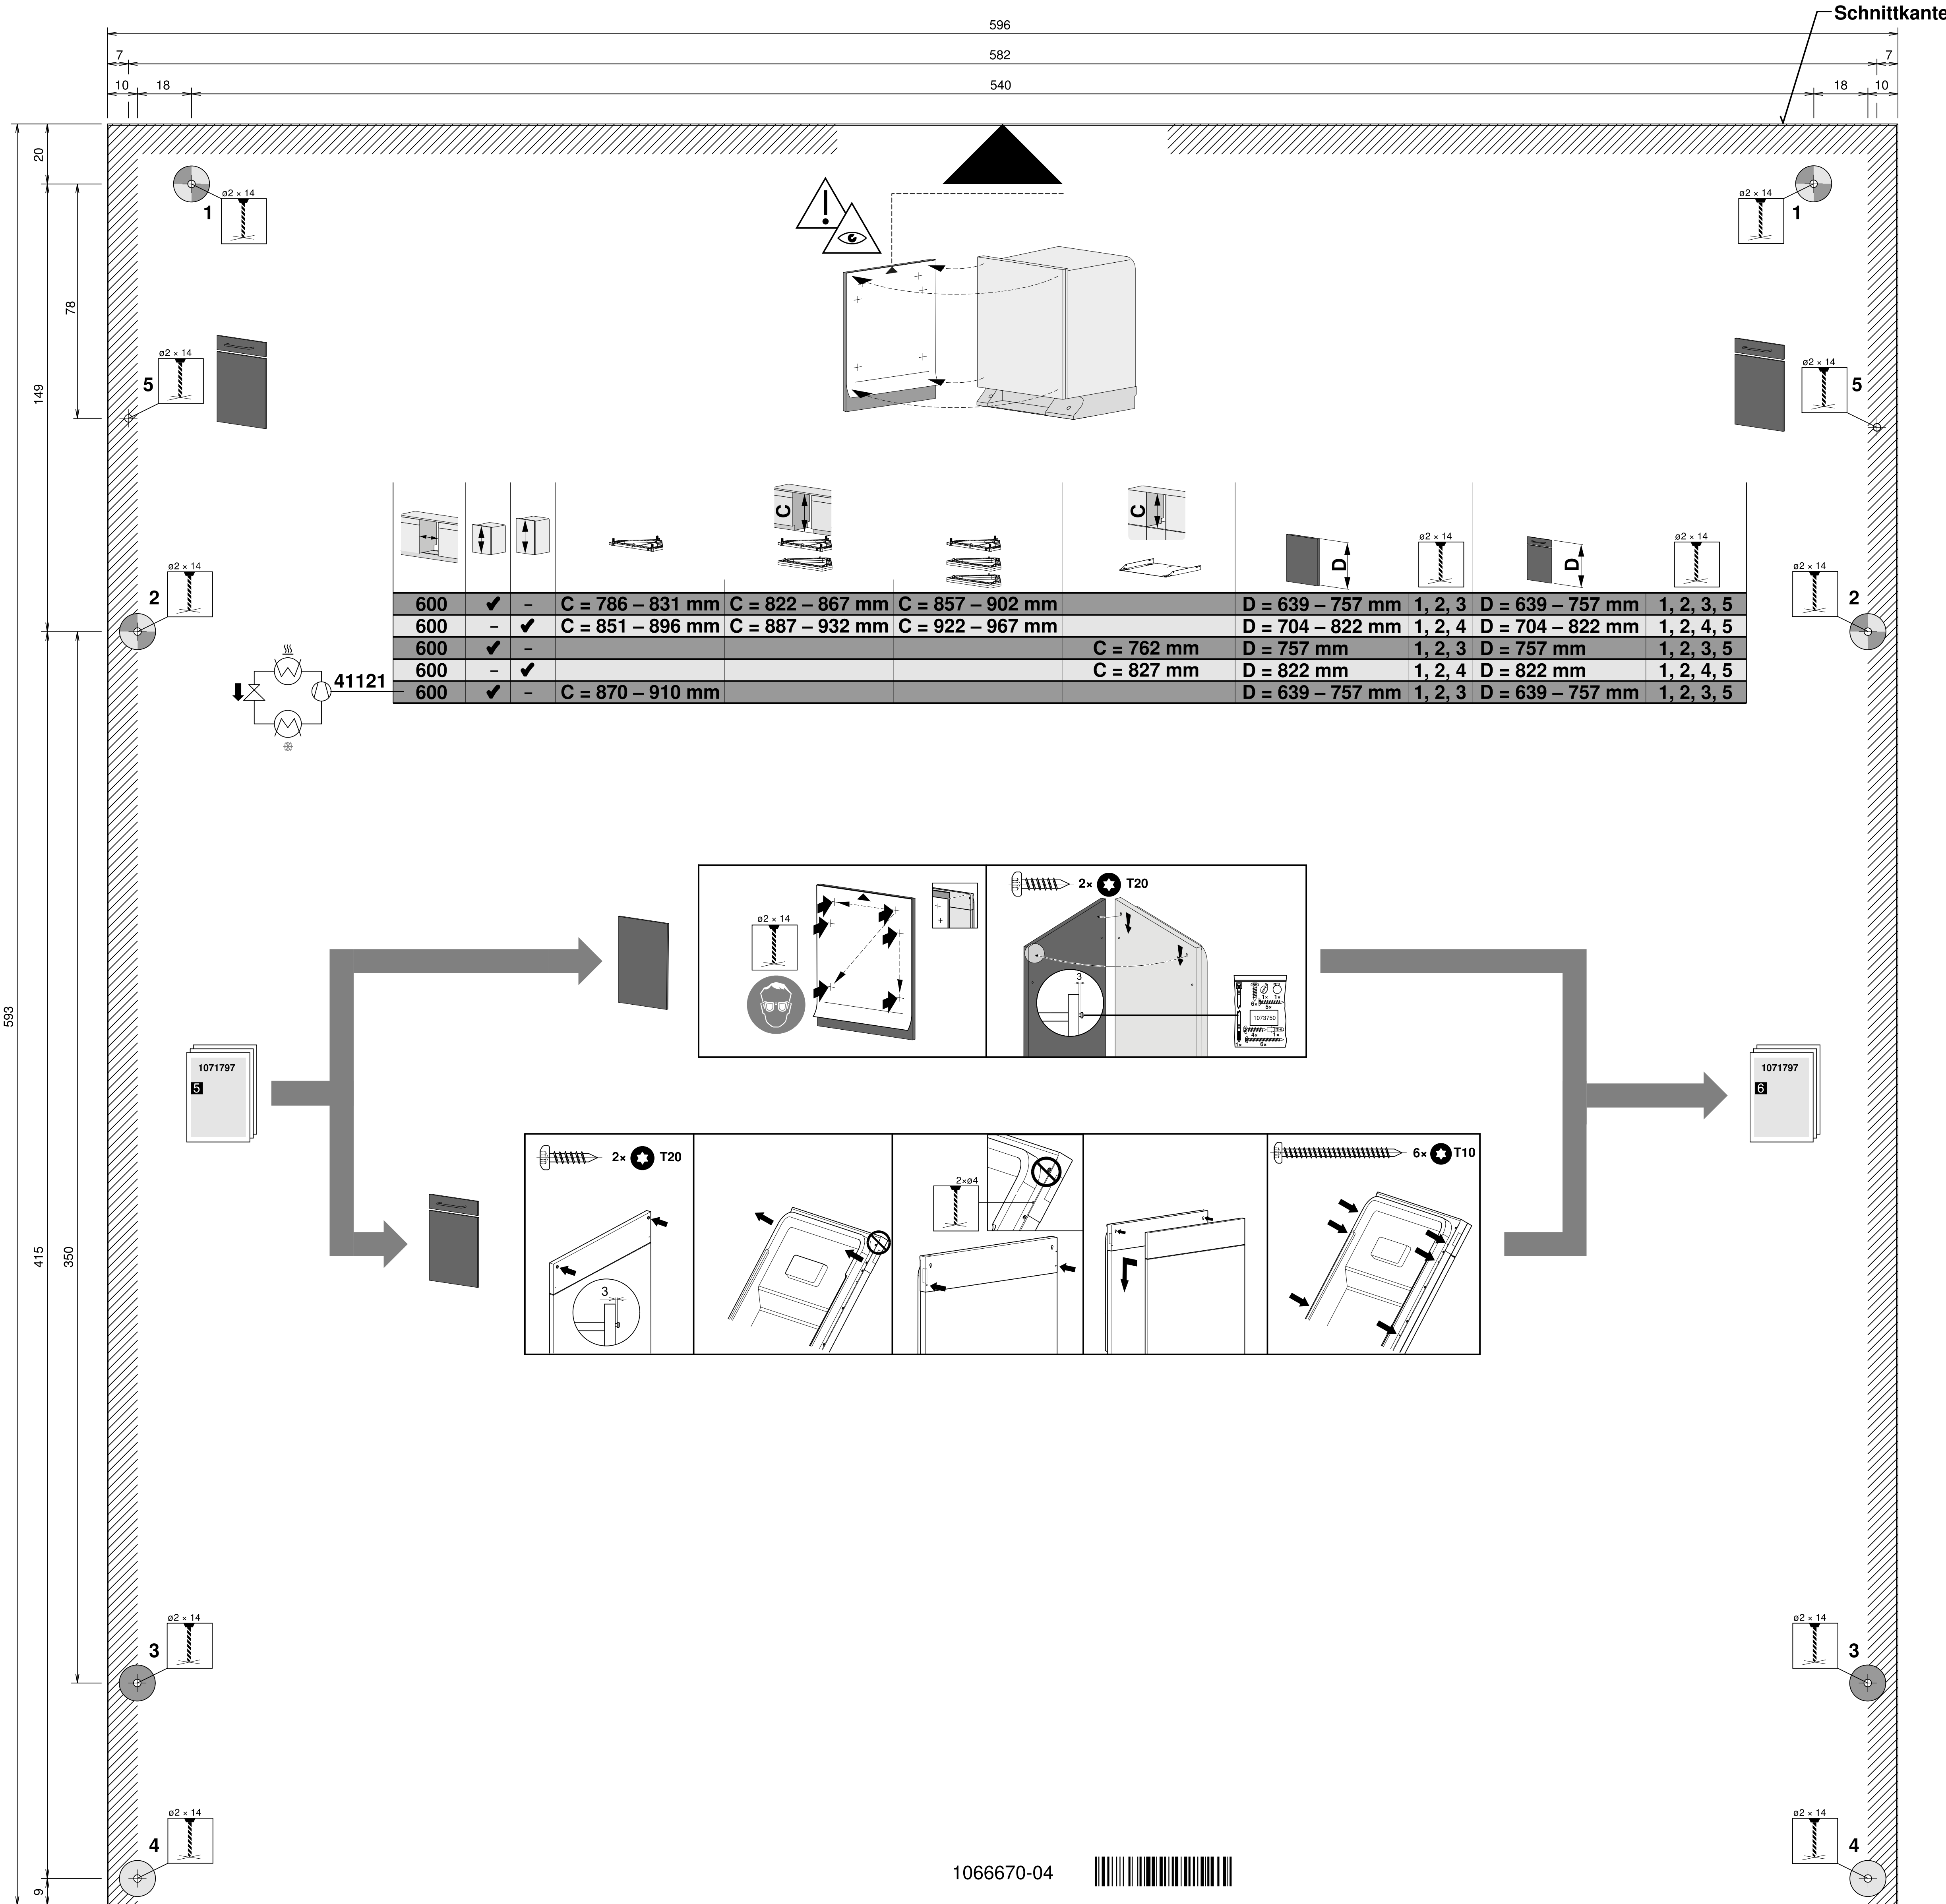 Schnittkante
596
7 582 7
10 18 540 18 10
20
78
149
593
415
350
9
ø2 × 14
1
ø2 × 14
1
ø2 × 14
5
ø2 × 14
5
C
C
ø2 × 14
D
ø2 × 14
D
ø2 × 14
2
ø2 × 14
2
600 ✔ – C = 786 – 831 mm C = 822 – 867 mm C = 857 – 902 mm D = 639 – 757 mm 1, 2, 3 D = 639 – 757 mm 1, 2, 3, 5
600 – ✔ C = 851 – 896 mm C = 887 – 932 mm C = 922 – 967 mm D = 704 – 822 mm 1, 2, 4 D = 704 – 822 mm 1, 2, 4, 5
600 ✔ – C = 762 mm D = 757 mm 1, 2, 3 D = 757 mm 1, 2, 3, 5
600 – ✔ C = 827 mm D = 822 mm 1, 2, 4 D = 822 mm 1, 2, 4, 5
41121 600 ✔ – C = 870 – 910 mm D = 639 – 757 mm 1, 2, 3 D = 639 – 757 mm 1, 2, 3, 5
ø2 × 14
2× T20
3
6× 1× 1×
5×
1073750
4× 1×
1× 6×
1071797
5
1071797
6
2× T20
3
2×ø4
6× T10
ø2 × 14
3
ø2 × 14
3
ø2 × 14
4
ø2 × 14
4
1066670-04